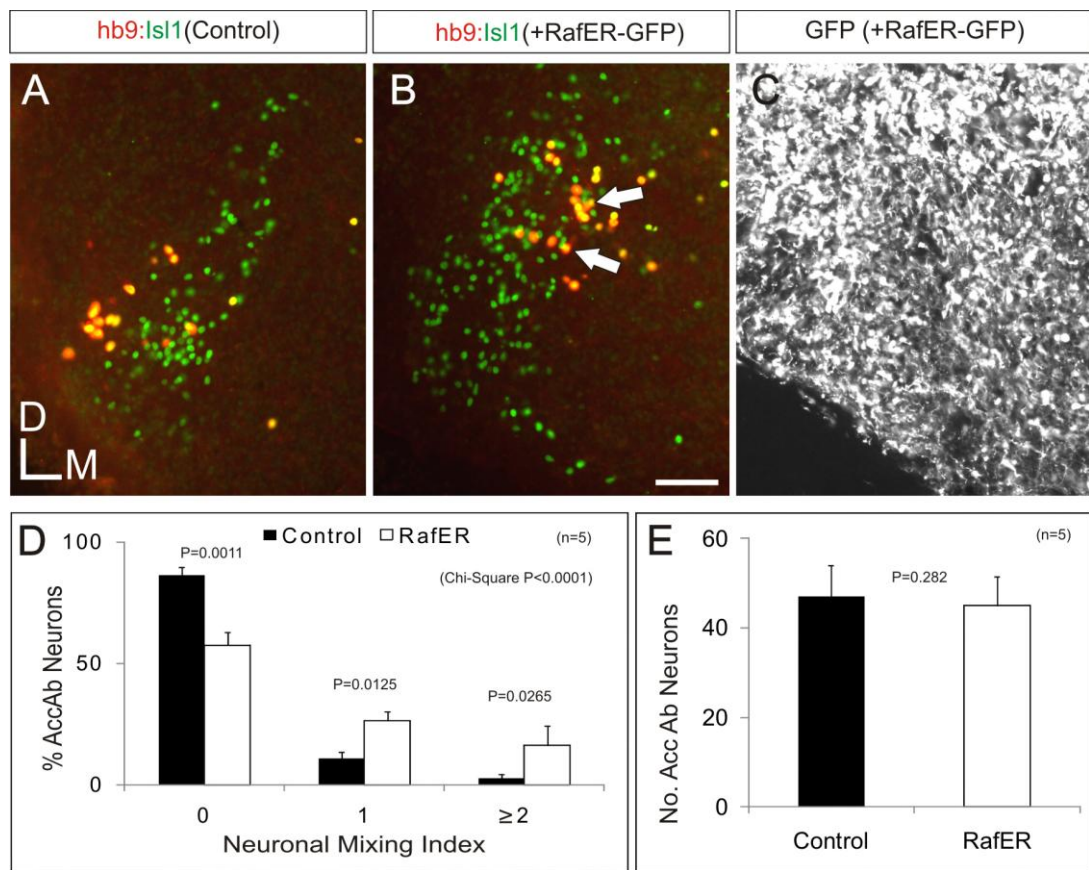 hb9:Isl1(Control)
hb9:Isl1(+RafER-GFP)
GFP (+RafER-GFP)
A
B
C
D
M
D
Control RafER
(n=5)
P=0.0011
(Chi-Square P<0.0001)
P=0.0125
P=0.0265
100
50
0
% AccAb Neurons
0 1 ≥2
Neuronal Mixing Index
E
(n=5)
P=0.282
60
40
20
0
No. Acc Ab Neurons
Control RafER